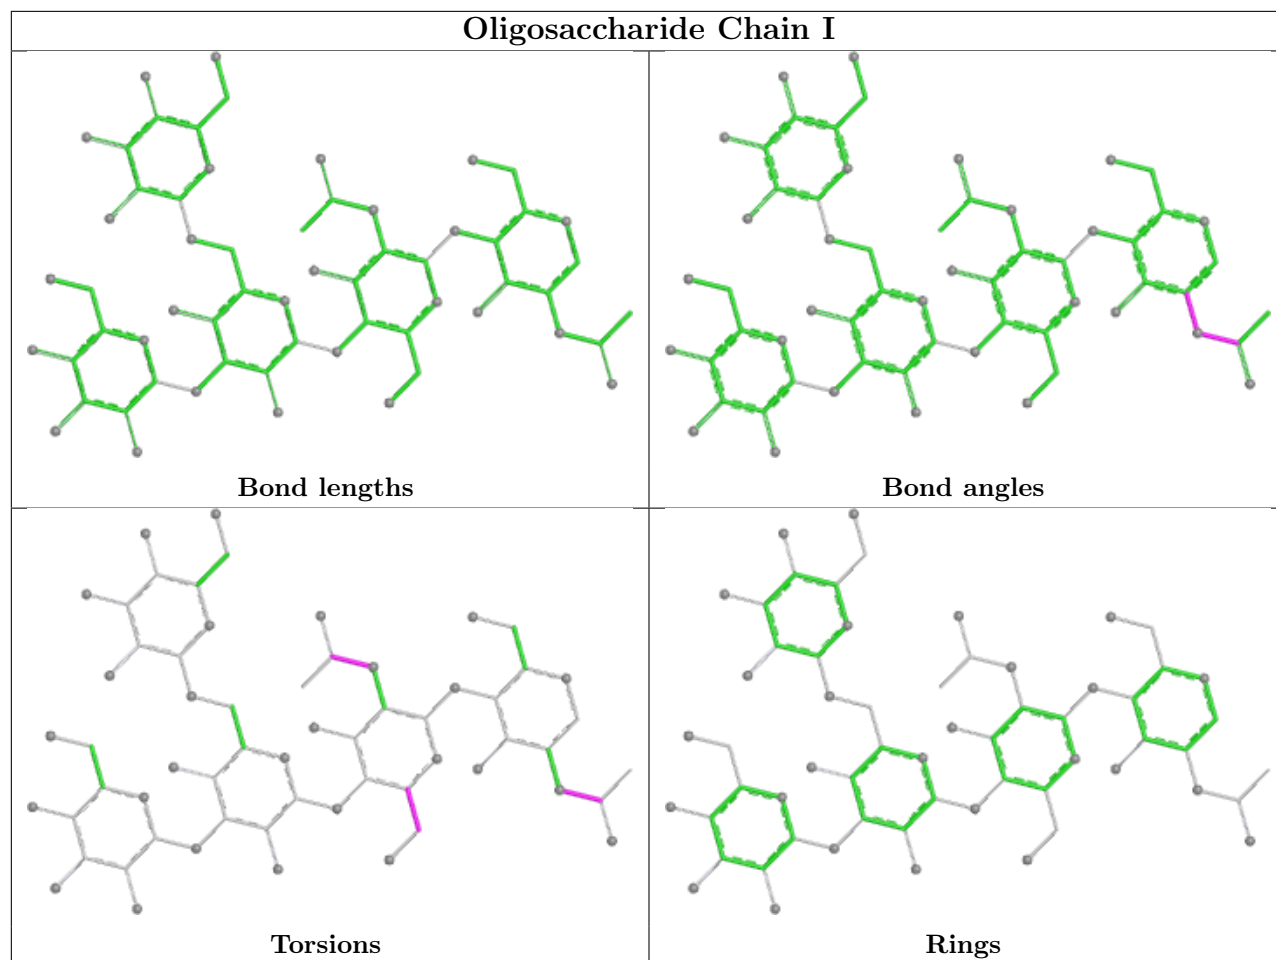 Oligosaccharide Chain I
Bond lengths
Bond angles
Torsions
Rings